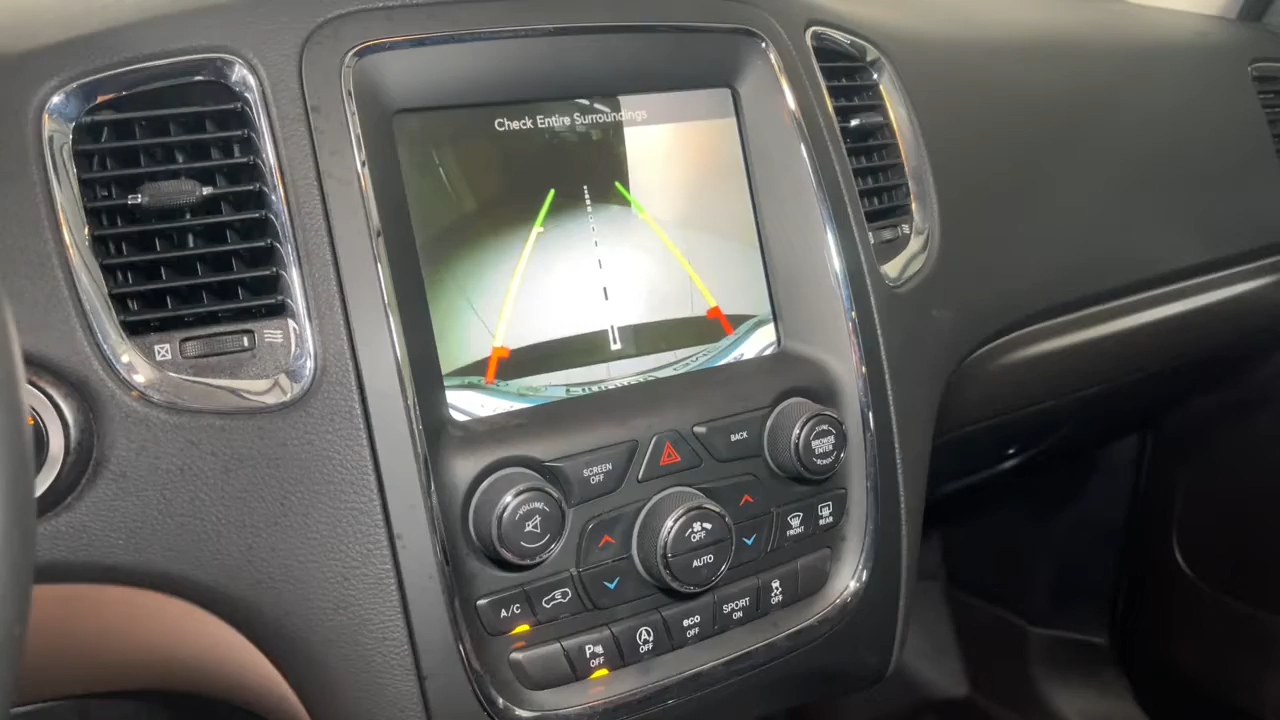 Check Entire Surroundings
SCREEN
OFF
BACK
TUNE
BROWSE
ENTER
SCROLL
VOLUME
OFF
AUTO
FRONT
REAR
A/C
P
OFF
A
OFF
eco
OFF
SPORT
ON
OFF